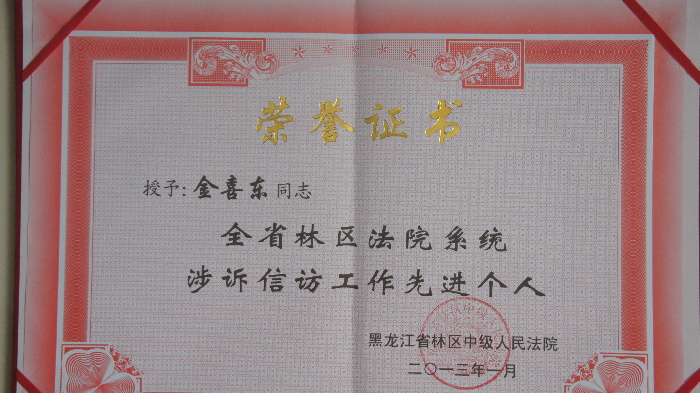 荣誉证书
授予：金喜东同志
全省林区法院系统
涉诉信访工作先进个人
黑龙江省林区中级人民法院
二〇一三年一月